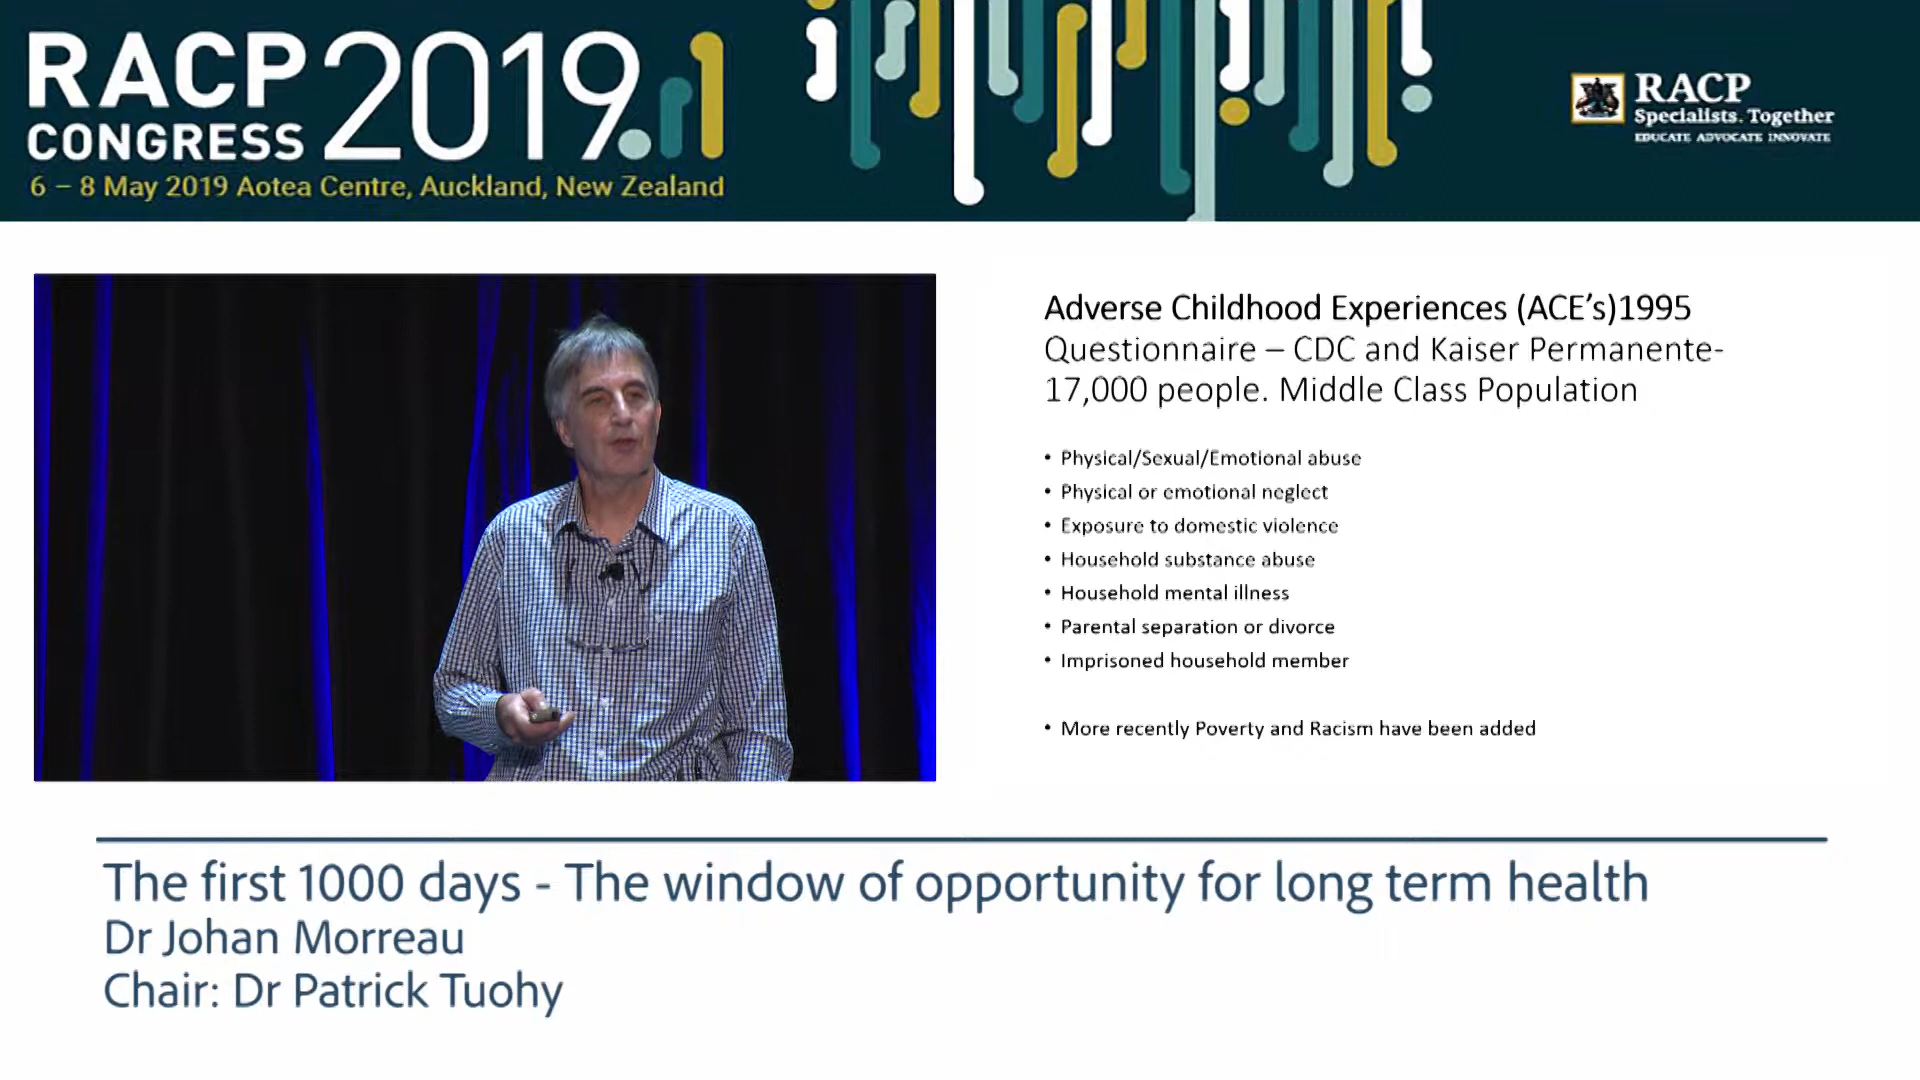 RACP
CONGRESS 2019
6 – 8 May 2019 Aotea Centre, Auckland, New Zealand
RACP
Specialists. Together
EDUCATE ADVOCATE INNOVATE
Adverse Childhood Experiences (ACE’s)1995
Questionnaire – CDC and Kaiser Permanente-
17,000 people. Middle Class Population
• Physical/Sexual/Emotional abuse
• Physical or emotional neglect
• Exposure to domestic violence
• Household substance abuse
• Household mental illness
• Parental separation or divorce
• Imprisoned household member
• More recently Poverty and Racism have been added
The first 1000 days - The window of opportunity for long term health
Dr Johan Morreau
Chair: Dr Patrick Tuohy